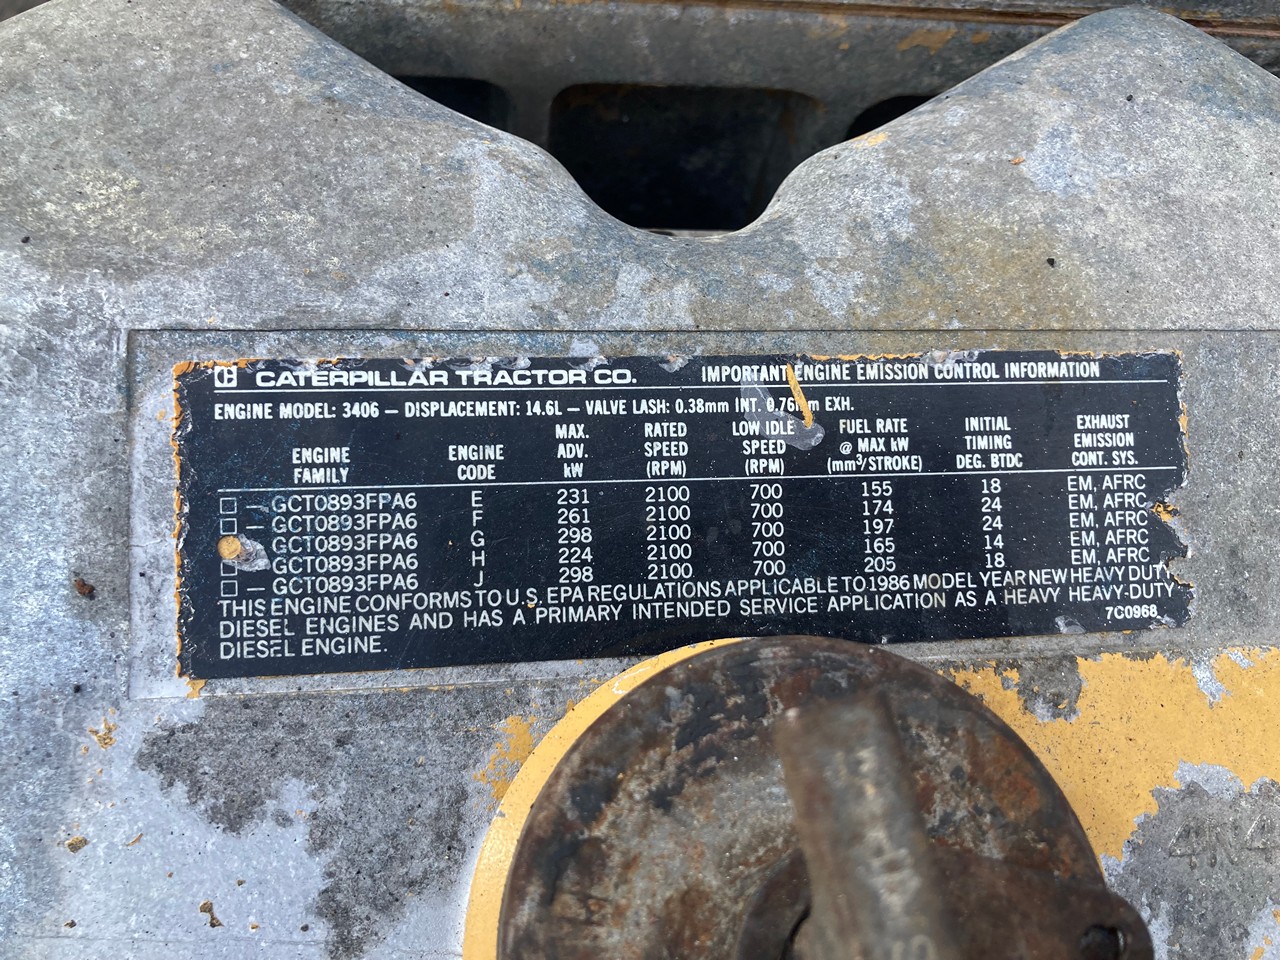 CATERPILLAR TRACTOR CO. IMPORTANT ENGINE EMISSION CONTROL INFORMATION
ENGINE MODEL: 3406 – DISPLACEMENT: 14.6L – VALVE LASH: 0.38mm INT. 0.76mm EXH.
ENGINE FAMILY ENGINE CODE MAX. ADV. kW RATED SPEED (RPM) LOW IDLE SPEED (RPM) FUEL RATE @ MAX kW (mm³/STROKE) INITIAL TIMING DEG. BTDC EXHAUST EMISSION CONT. SYS.
☐ – GCT0893FPA6 E 231 2100 700 155 18 EM, AFRC
☐ – GCT0893FPA6 F 261 2100 700 174 24 EM, AFRC
GCT0893FPA6 G 298 2100 700 197 24 EM, AFRC
☐ – GCT0893FPA6 H 224 2100 700 165 14 EM, AFRC
☐ – GCT0893FPA6 J 298 2100 700 205 18 EM, AFRC
THIS ENGINE CONFORMS TO U.S. EPA REGULATIONS APPLICABLE TO 1986 MODEL YEAR NEW HEAVY DUTY
DIESEL ENGINES AND HAS A PRIMARY INTENDED SERVICE APPLICATION AS A HEAVY HEAVY-DUTY
DIESEL ENGINE.
7C0968